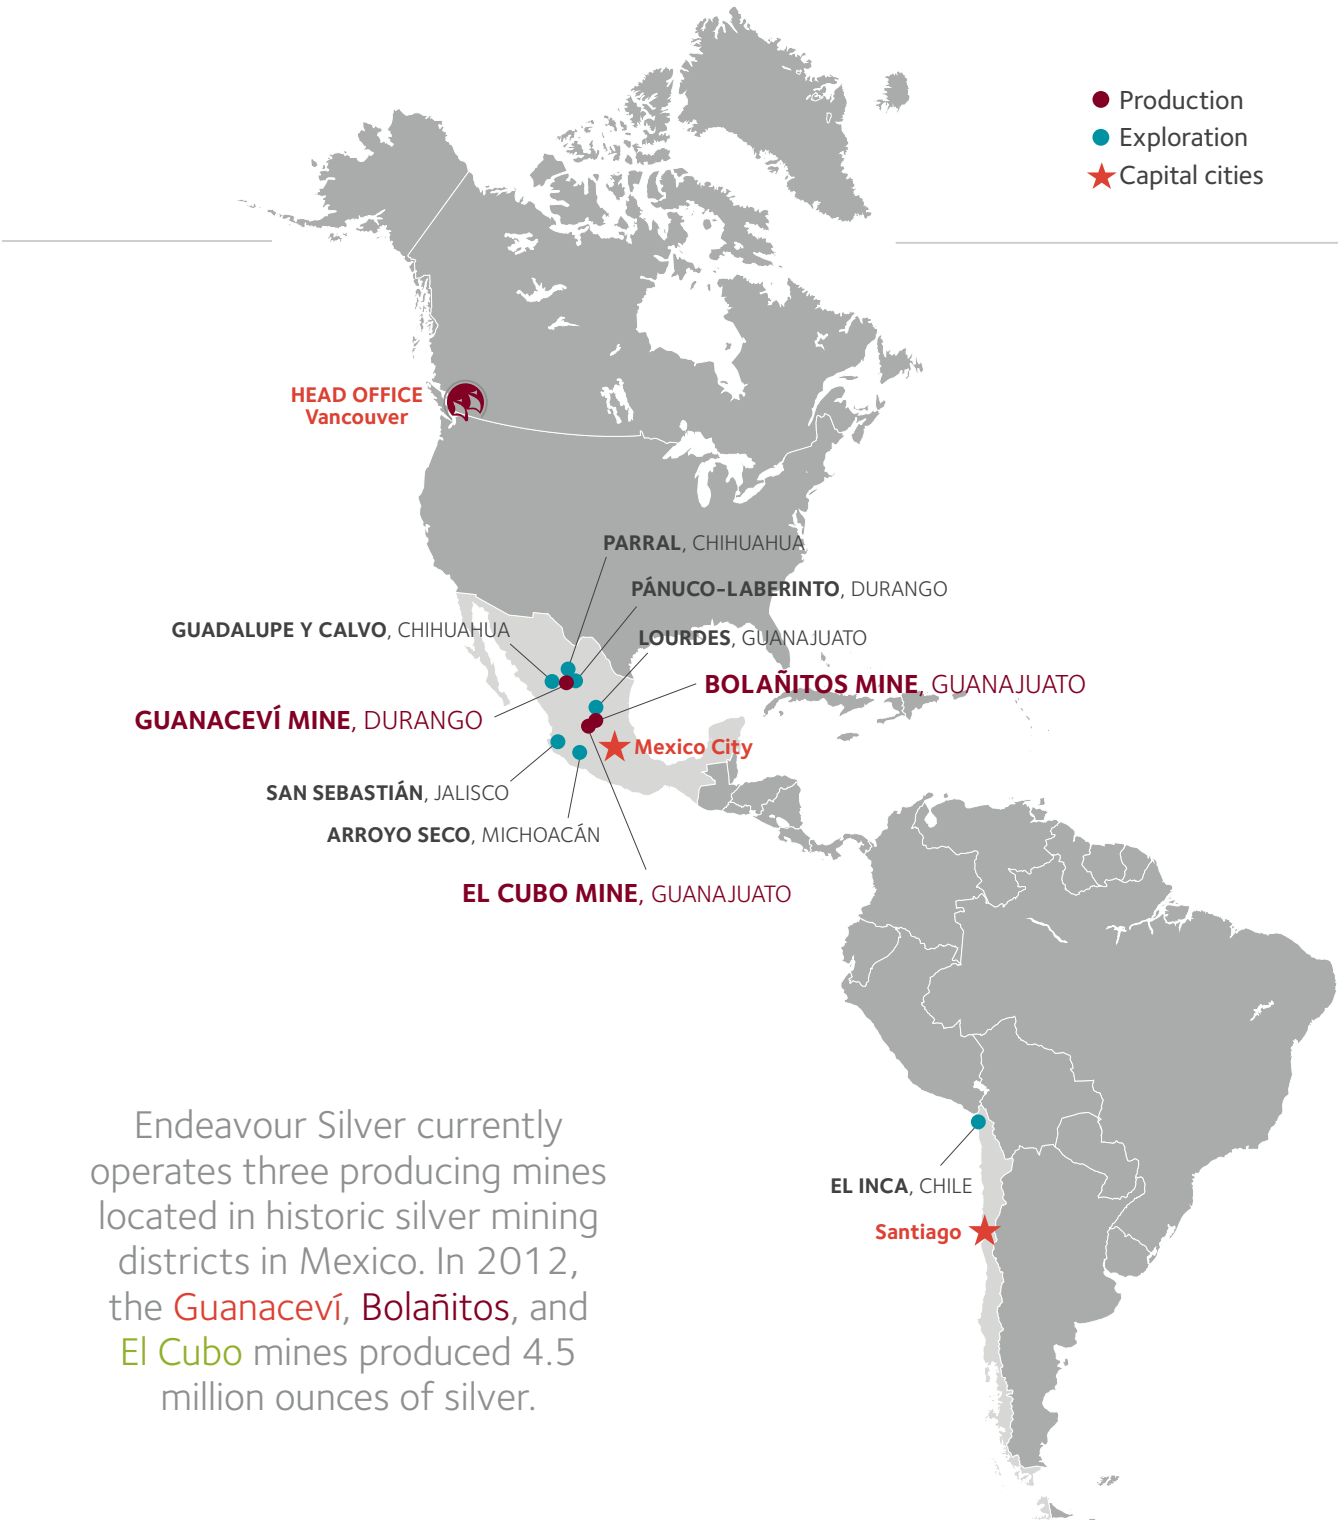 Production
Exploration
Capital cities
HEAD OFFICE
Vancouver
PARRAL, CHIHUAHUA
PÁNUCO-LABERINTO, DURANGO
GUADALUPE Y CALVO, CHIHUAHUA
LOURDES, GUANAJUATO
BOLAÑITOS MINE, GUANAJUATO
GUANACEVÍ MINE, DURANGO
Mexico City
SAN SEBASTIÁN, JALISCO
ARROYO SECO, MICHOACÁN
EL CUBO MINE, GUANAJUATO
EL INCA, CHILE
Santiago
Endeavour Silver currently
operates three producing mines
located in historic silver mining
districts in Mexico. In 2012,
the Guanaceví, Bolañitos, and
El Cubo mines produced 4.5
million ounces of silver.